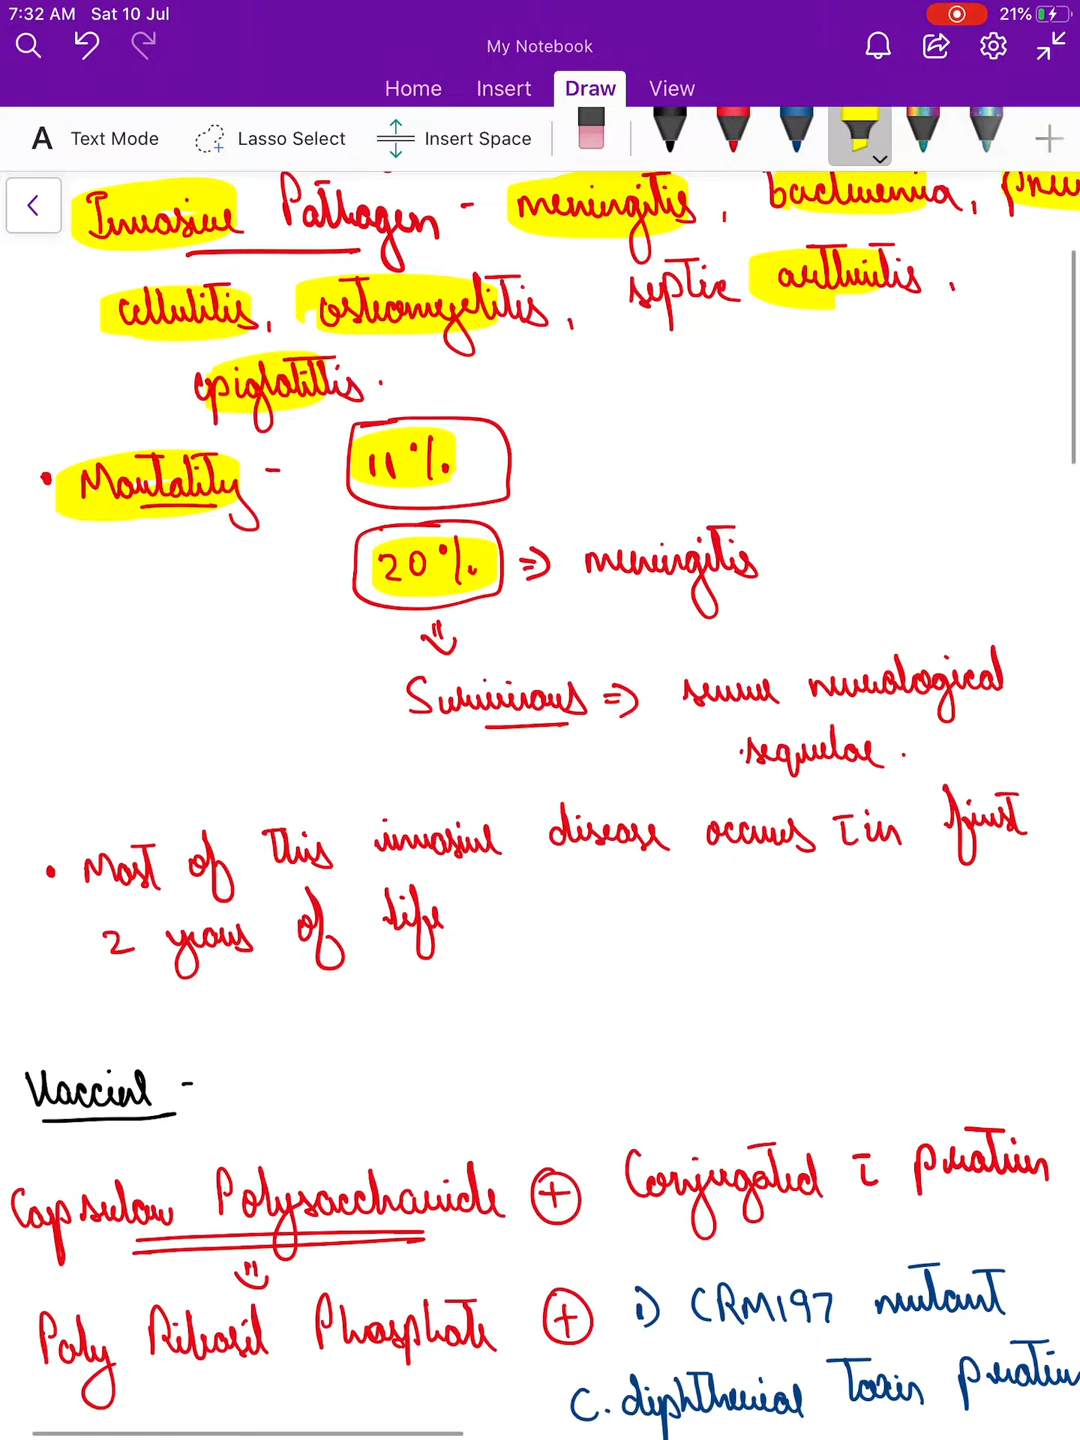 7:32 AM Sat 10 Jul 21%
My Notebook
Home Insert Draw View
A Text Mode Lasso Select Insert Space
Invasive Pathogen - meningitis, bacteremia, pneu
cellulitis, osteomyelitis, septic arthritis,
epiglottitis.
• Mortality - 11%
20% => meningitis
Survivors => severe neurological
sequelae.
• Most of this invasive disease occurs in first
2 years of life
Vaccine -
Capsular Polysaccharide + Conjugated c protein
Poly Ribosil Phosphate + i) CRM197 mutant
C. diphtheriae Toxin protein